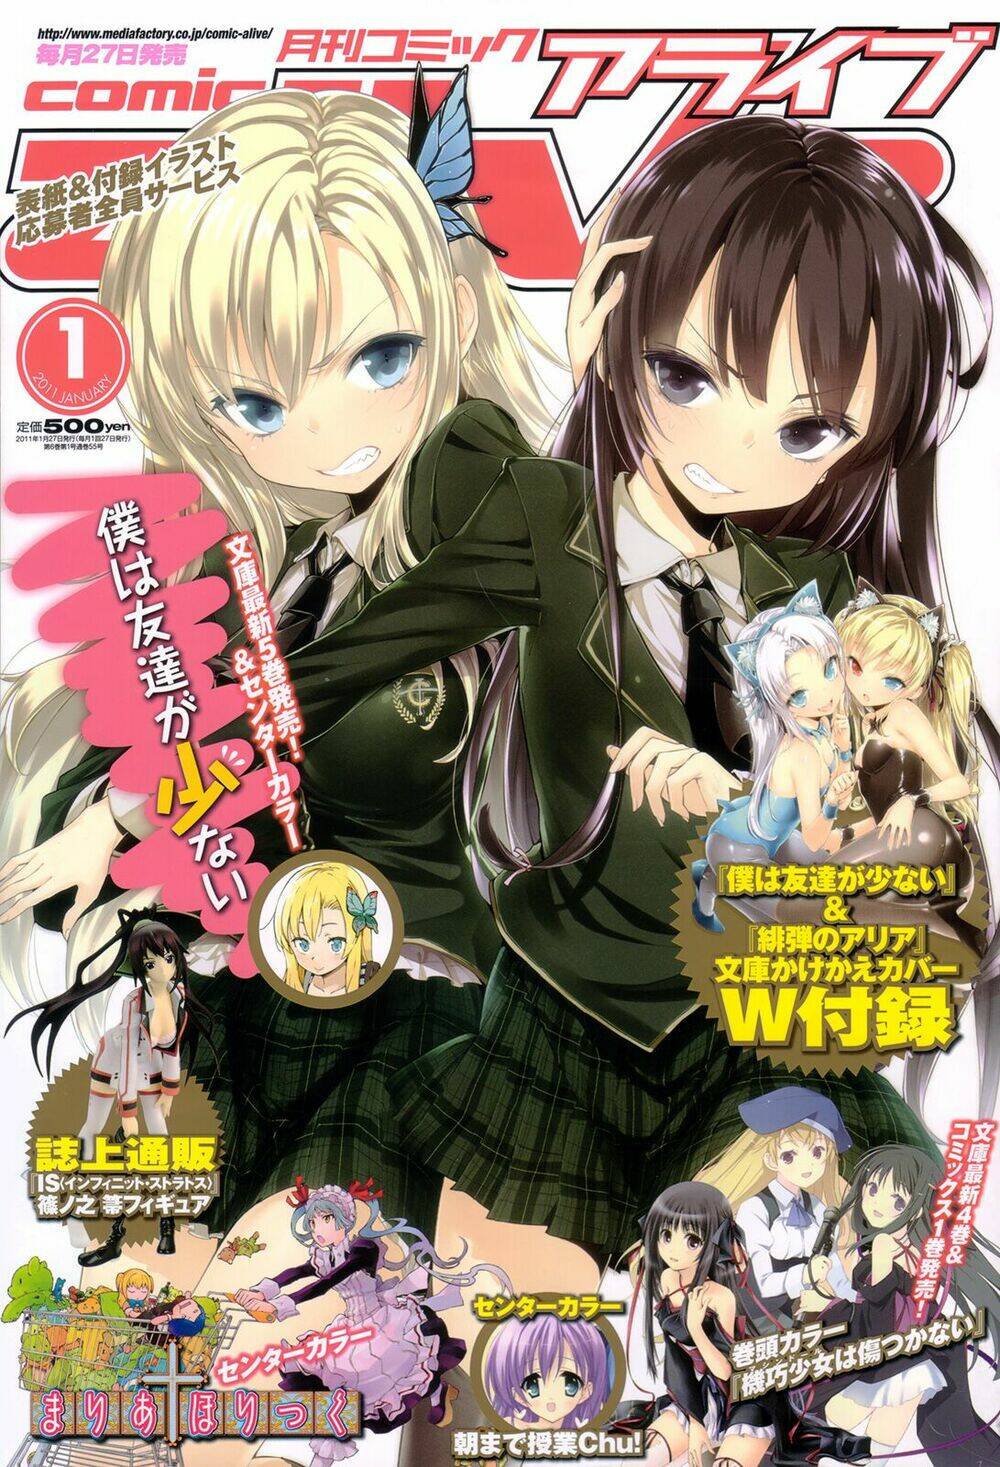 http://www.mediafactory.co.jp/comic-alive/
毎月27日発売
月刊コミック
アライブ
comic
表紙&付録イラスト
応募者全員サービス
1
2011 JANUARY
定価500yen
2011年1月27日発行(毎月1回27日発行)
第6巻第1号通巻55号
僕は友達が少ない
文庫最新5巻発売!
&センターカラー
『僕は友達が少ない』
&
『緋弾のアリア』
文庫かけかえカバー
W付録
誌上通販
『IS〈インフィニット・ストラトス〉』
篠ノ之 箒フィギュア
文庫最新4巻&
コミックス1巻発売!
巻頭カラー
『機巧少女は傷つかない』
センターカラー
まりあ†ほりっく
センターカラー
朝まで授業Chu!